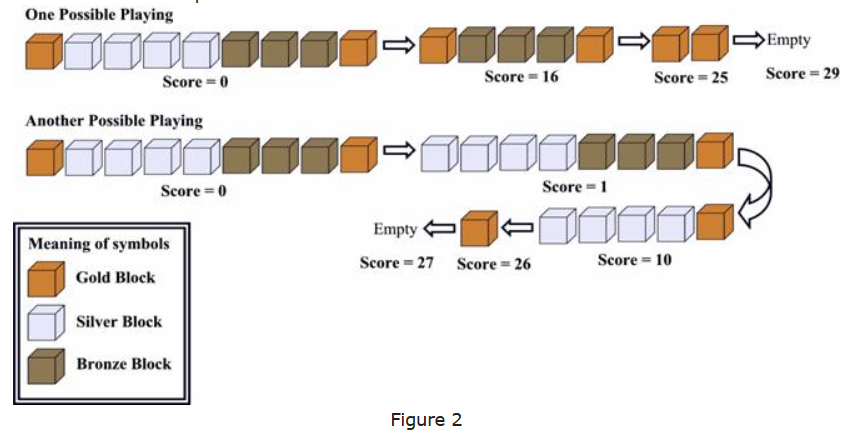 One Possible Playing
Empty
Score = 0
Score = 16
Score = 25
Score = 29
Another Possible Playing
Score = 0
Score = 1
Empty
Score = 27
Score = 26
Score = 10
Meaning of symbols
Gold Block
Silver Block
Bronze Block
Figure 2